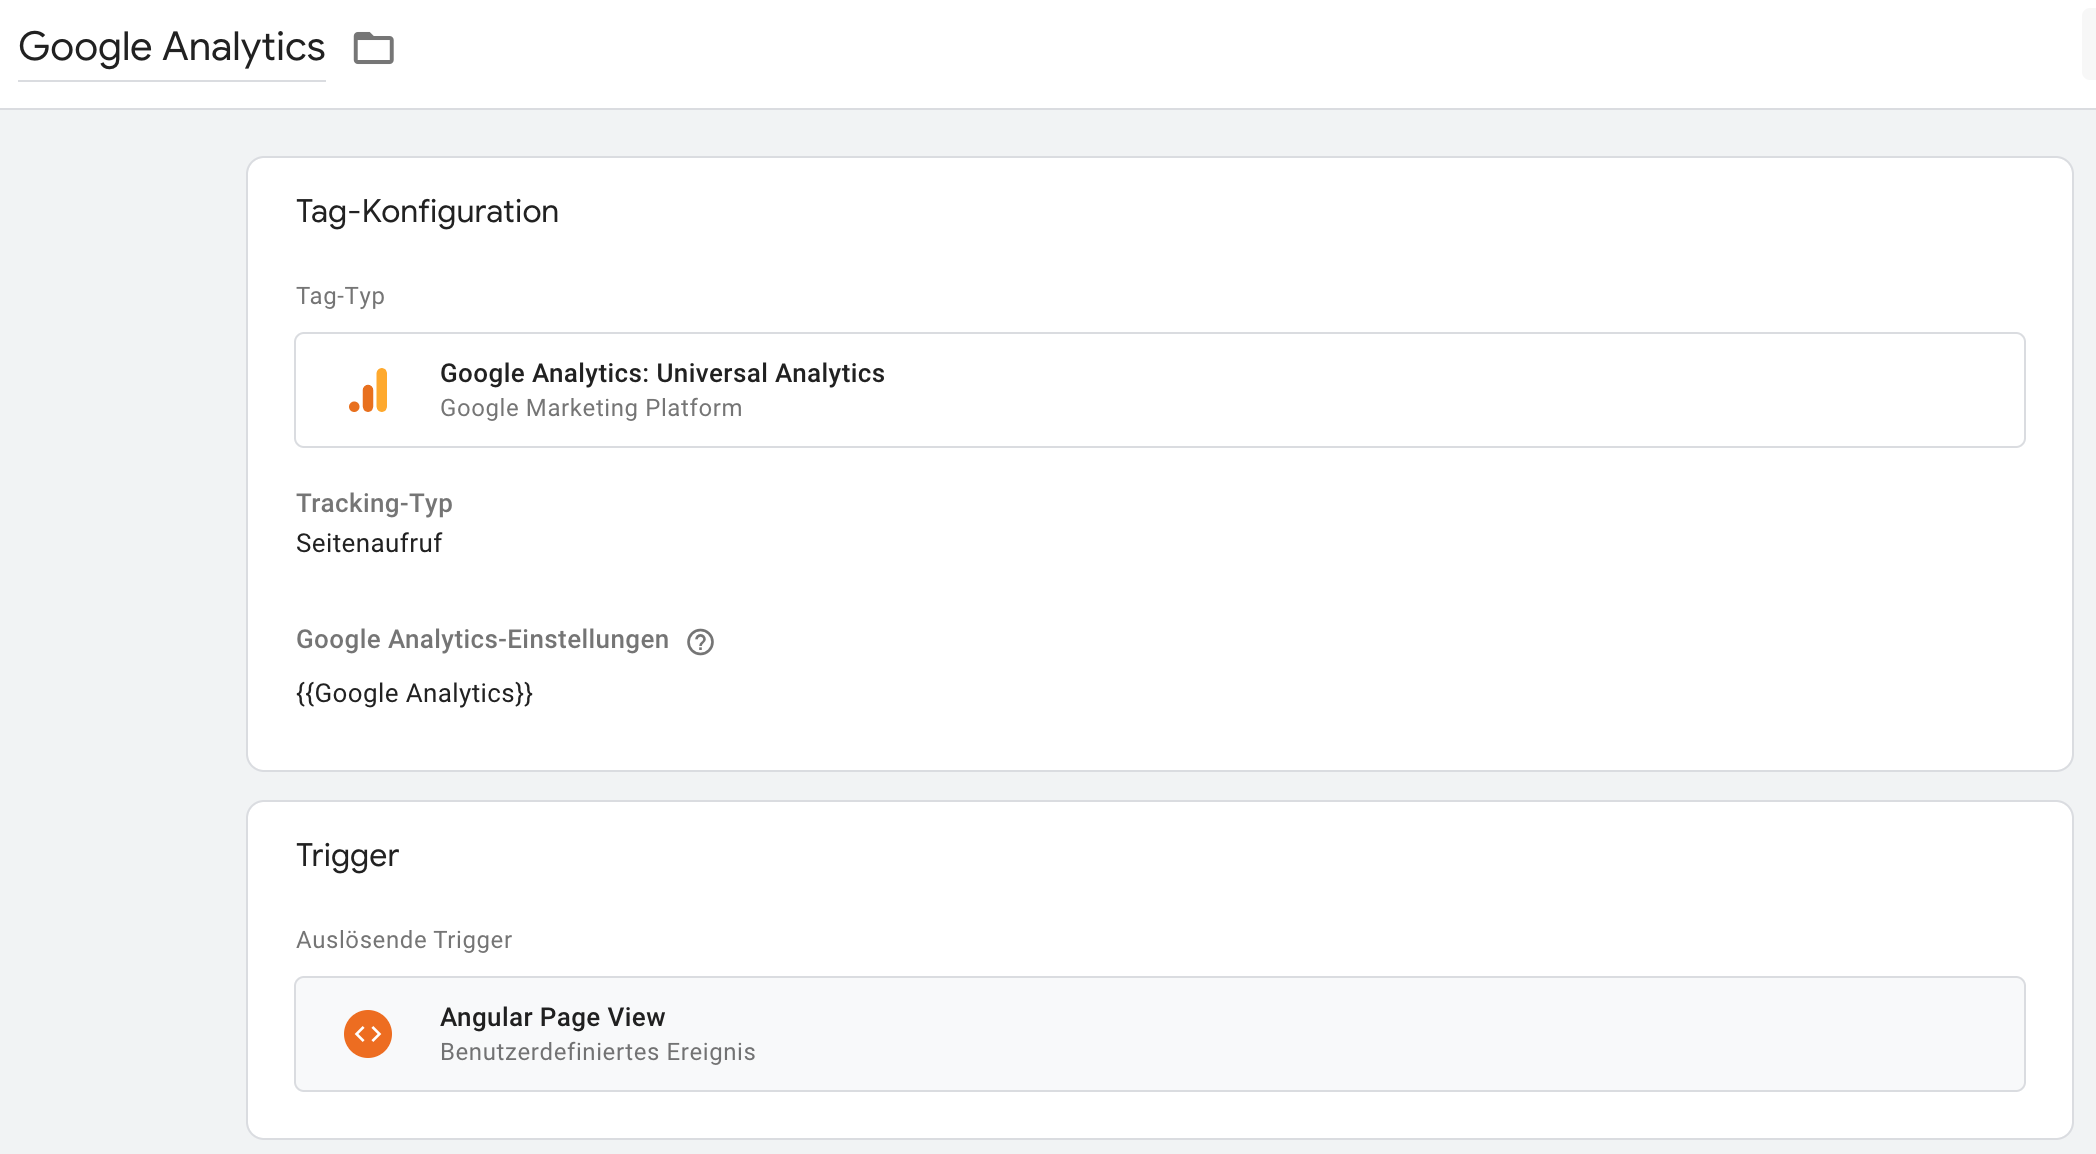 Google Analytics
Tag-Konfiguration
Tag-Typ
Google Analytics: Universal Analytics
Google Marketing Platform
Tracking-Typ
Seitenaufruf
Google Analytics-Einstellungen
{{Google Analytics}}
Trigger
Auslösende Trigger
Angular Page View
Benutzerdefiniertes Ereignis